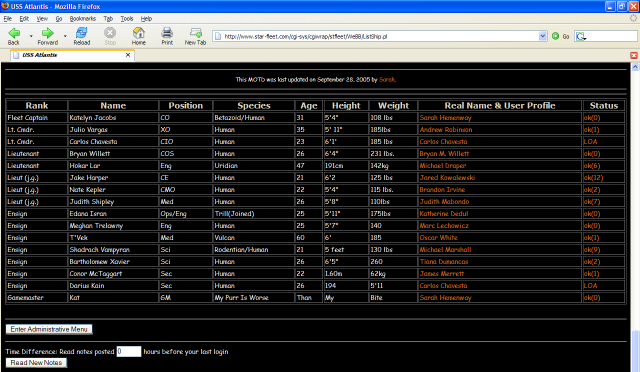 USS Atlantis - Mozilla Firefox
File Edit View Go Bookmarks Tab Tools Help
Back Forward Reload Stop Home Print New Tab http://www.star-fleet.com/cgi-sys/cgiwrap/stfleet/WeBB/ListShip.pl Go
USS Atlantis
This MOTD was last updated on September 28, 2005 by Sarah.
Rank Name Position Species Age Height Weight Real Name & User Profile Status
Fleet Captain Katelyn Jacobs CO Betazoid/Human 31 5'4" 108 lbs Sarah Hemenway ok(0)
Lt. Cmdr. Julio Vargas XO Human 35 5' 11" 185lbs Andrew Robinson ok(1)
Lt. Cmdr. Carlos Chavesta CIO Human 23 6'1" 185 lbs Carlos Chavesta LOA
Lieutenant Bryan Willett COS Human 26 6'4" 231 lbs. Bryan M. Willett ok(0)
Lieutenant Hokar Lar Eng Uridian 47 191cm 142kg Michael Draper ok(6)
Lieut (j.g.) Jake Harper CE Human 21 6'2 125 lbs Jared Kowalewski ok(12)
Lieut (j.g.) Nate Kepler CMO Human 22 5'4" 115 lbs. Brandon Irvine ok(2)
Lieut (j.g.) Judith Shipley Med Human 26 5'8" 110lbs Judith Mabondo ok(7)
Ensign Edana Isran Ops/Eng Trill(Joined) 25 5'11" 175lbs Katherine Dedul ok(0)
Ensign Meghan Trelawny Eng Human 25 5'7" 140 Marc Lechowicz ok(0)
Ensign T'Vek Med Vulcan 60 6' 185 Oscar White ok(1)
Ensign Shadrach Vampyran Sci Rodentian/Human 21 5 feet 130 lbs Michael Marshall ok(9)
Ensign Bartholomew Xavier Sci Human 26 6'5" 260 Tiana Dumancas ok(2)
Ensign Conor McTaggart Sec Human 22 1.60m 62kg James Merrett ok(1)
Ensign Darius Kain Sec Human 26 194 5'11 Carlos Chavesta LOA
Gamemaster Kat GM My Purr Is Worse Than My Bite Sarah Hemenway ok(0)
Enter Administrative Menu
Time Difference: Read notes posted 0 hours before your last login
Read New Notes